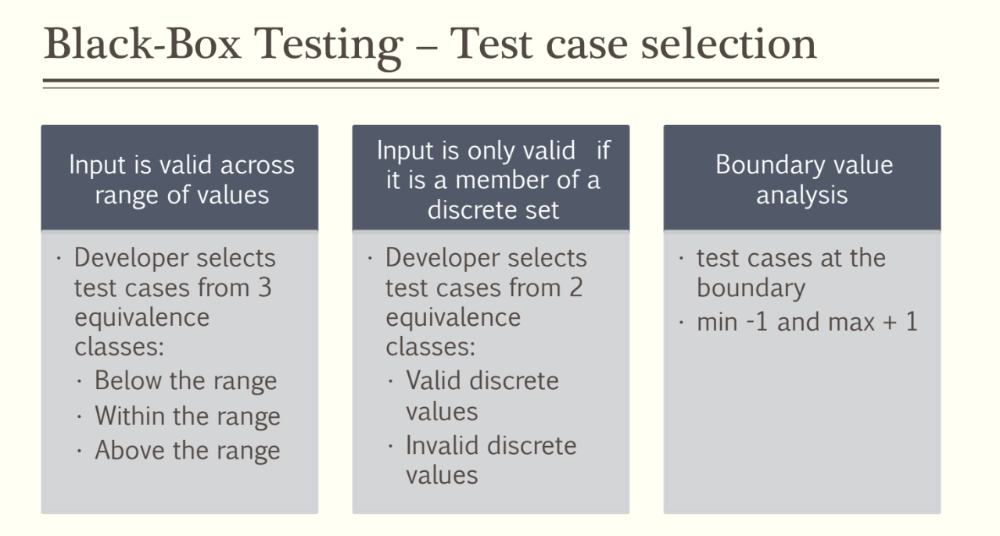 Black-Box Testing – Test case selection
Input is valid across
range of values
· Developer selects
test cases from 3
equivalence
classes:
· Below the range
· Within the range
· Above the range
Input is only valid if
it is a member of a
discrete set
· Developer selects
test cases from 2
equivalence
classes:
· Valid discrete
values
· Invalid discrete
values
Boundary value
analysis
· test cases at the
boundary
· min -1 and max + 1